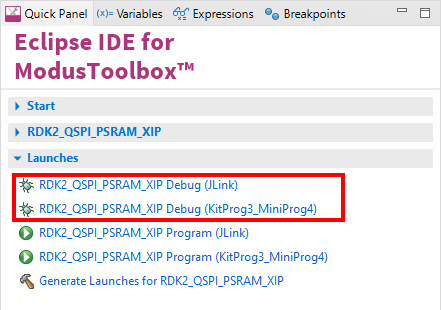 Quick Panel (x)= Variables Expressions Breakpoints
Eclipse IDE for
ModusToolbox™
Start
RDK2_QSPI_PSRAM_XIP
Launches
RDK2_QSPI_PSRAM_XIP Debug (JLink)
RDK2_QSPI_PSRAM_XIP Debug (KitProg3_MiniProg4)
RDK2_QSPI_PSRAM_XIP Program (JLink)
RDK2_QSPI_PSRAM_XIP Program (KitProg3_MiniProg4)
Generate Launches for RDK2_QSPI_PSRAM_XIP